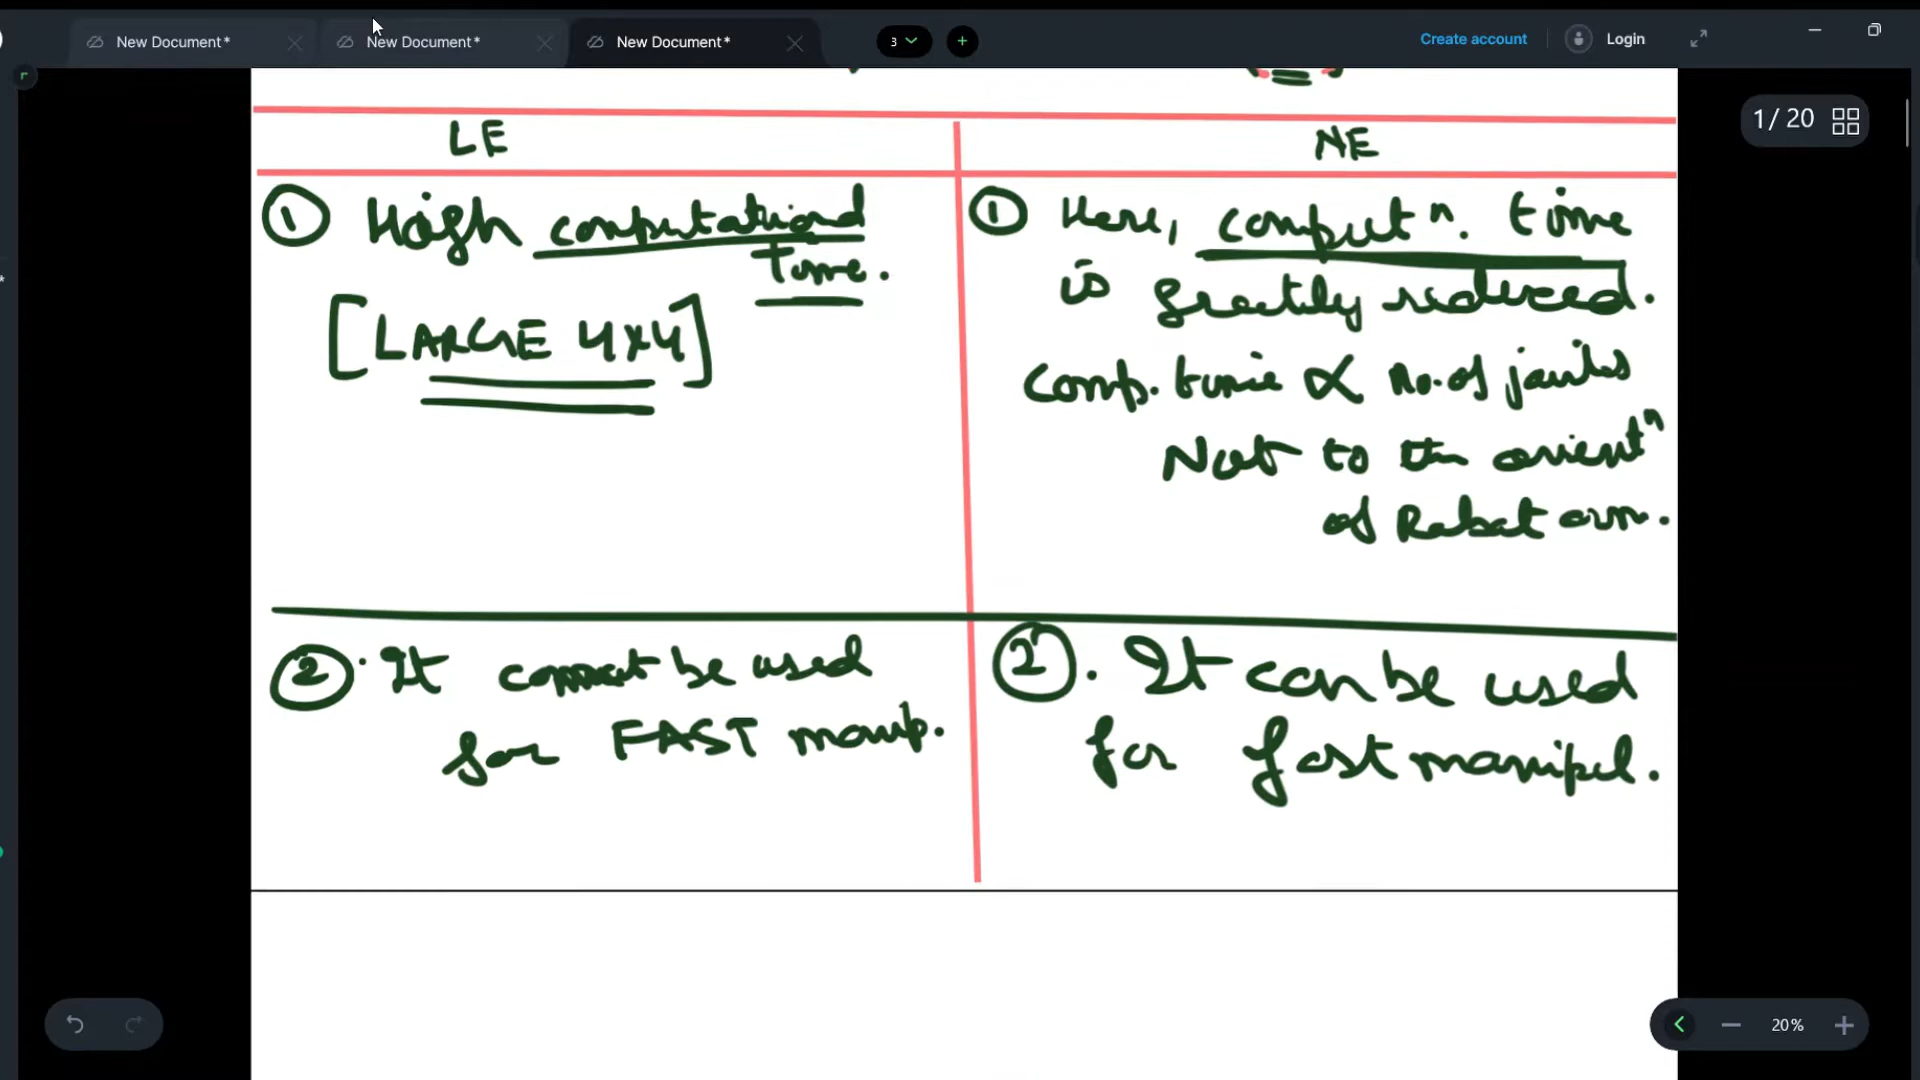 New Document*
New Document*
New Document*
3
Create account
Login
1 / 20
LE
NE
① High computational
Time.
[LARGE 4x4]
① Here, computⁿ. time
is greatly reduced.
Comp. time ∝ No. of joints
Not to the orientⁿ
of Robot arm.
② . It cannot be used
for FAST manip.
② . It can be used
for fast manipul.
20%